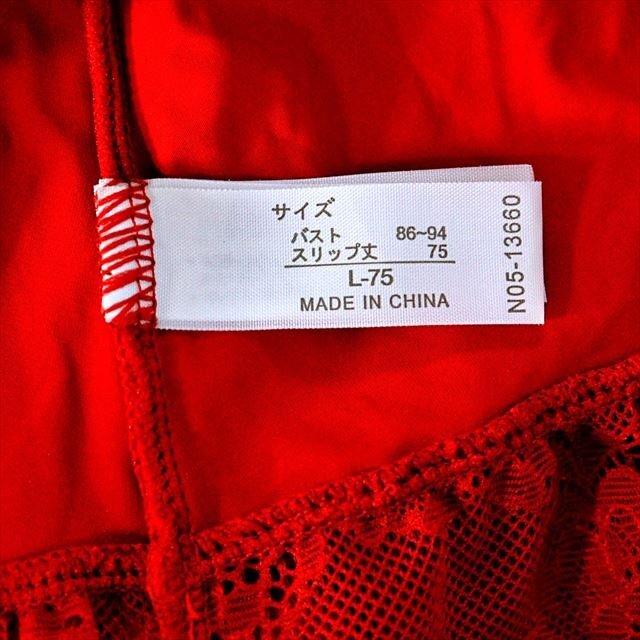 サイズ
バスト 86~94
スリップ丈 75
L-75
MADE IN CHINA
N05-13660